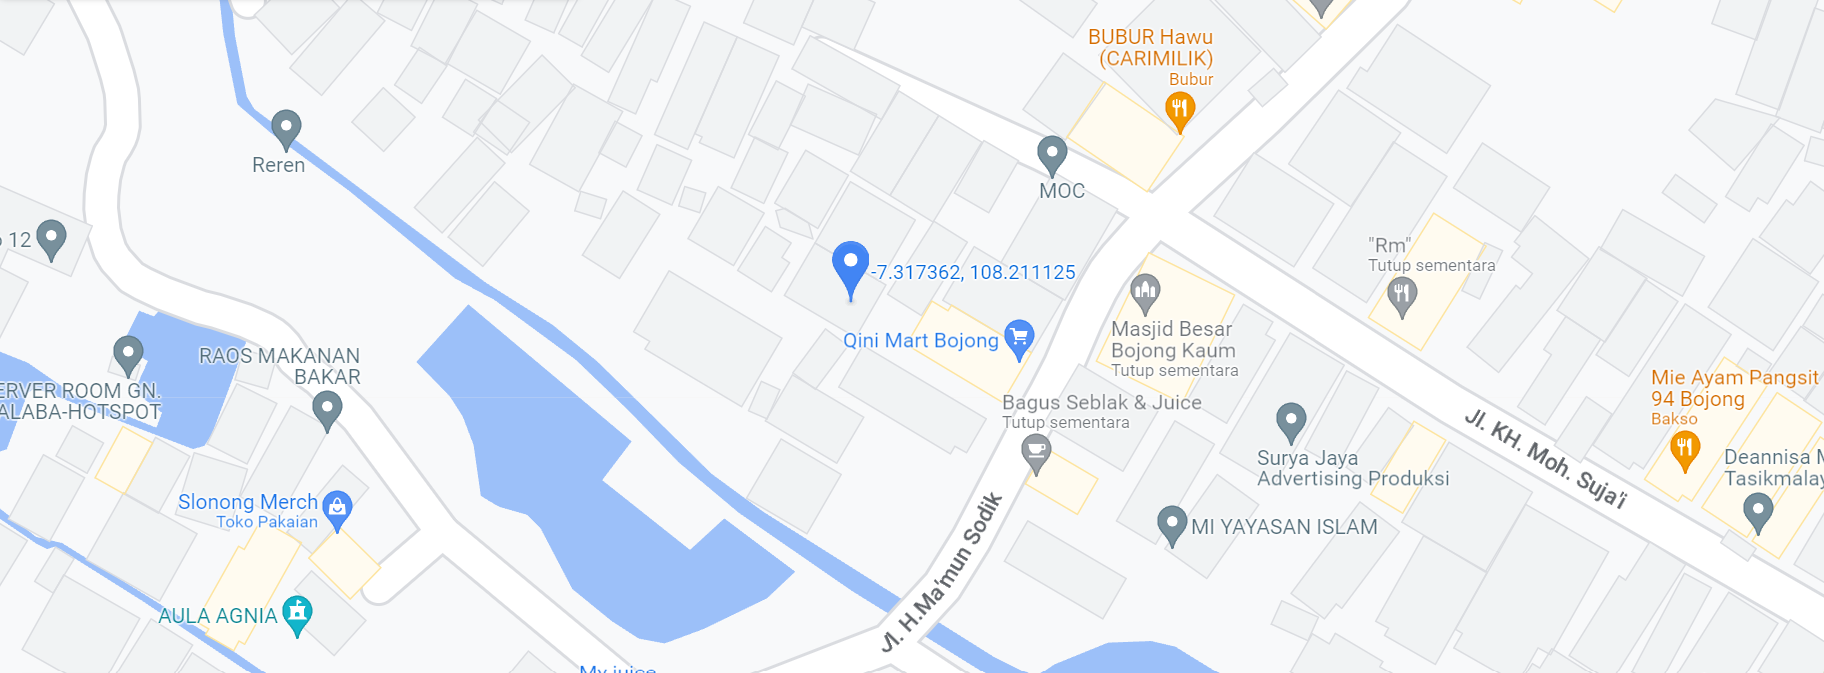 BUBUR Hawu
(CARIMILIK)
Bubur
Reren
MOC
12
"Rm"
Tutup sementara
-7.317362, 108.211125
Qini Mart Bojong
Masjid Besar
Bojong Kaum
Tutup sementara
RAOS MAKANAN
BAKAR
ERVER ROOM GN.
ALABA-HOTSPOT
Bagus Seblak & Juice
Tutup sementara
Mie Ayam Pangsit
94 Bojong
Bakso
Jl. KH. Moh. Suja'i
Surya Jaya
Advertising Produksi
Deannisa M
Tasikmalay
Slonong Merch
Toko Pakaian
MI YAYASAN ISLAM
Jl. H.Ma'mun Sodik
AULA AGNIA
My juice